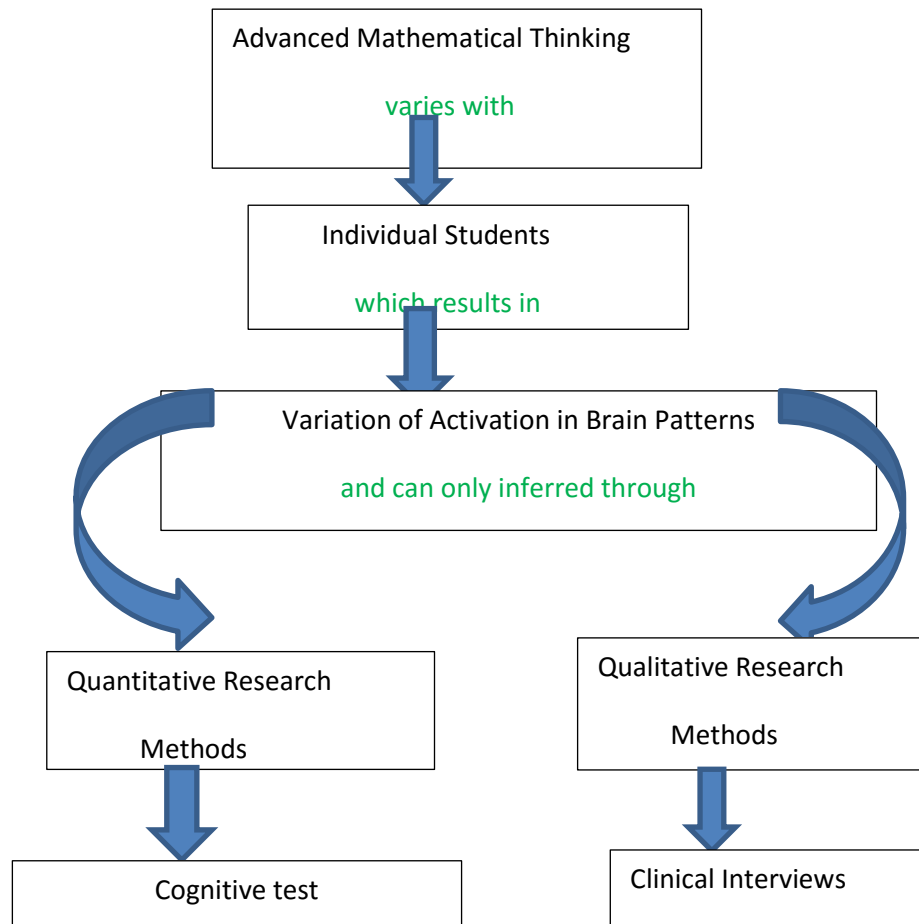 Advanced Mathematical Thinking
varies with
Individual Students
which results in
Variation of Activation in Brain Patterns
and can only inferred through
Quantitative Research
Methods
Qualitative Research
Methods
Cognitive test
Clinical Interviews